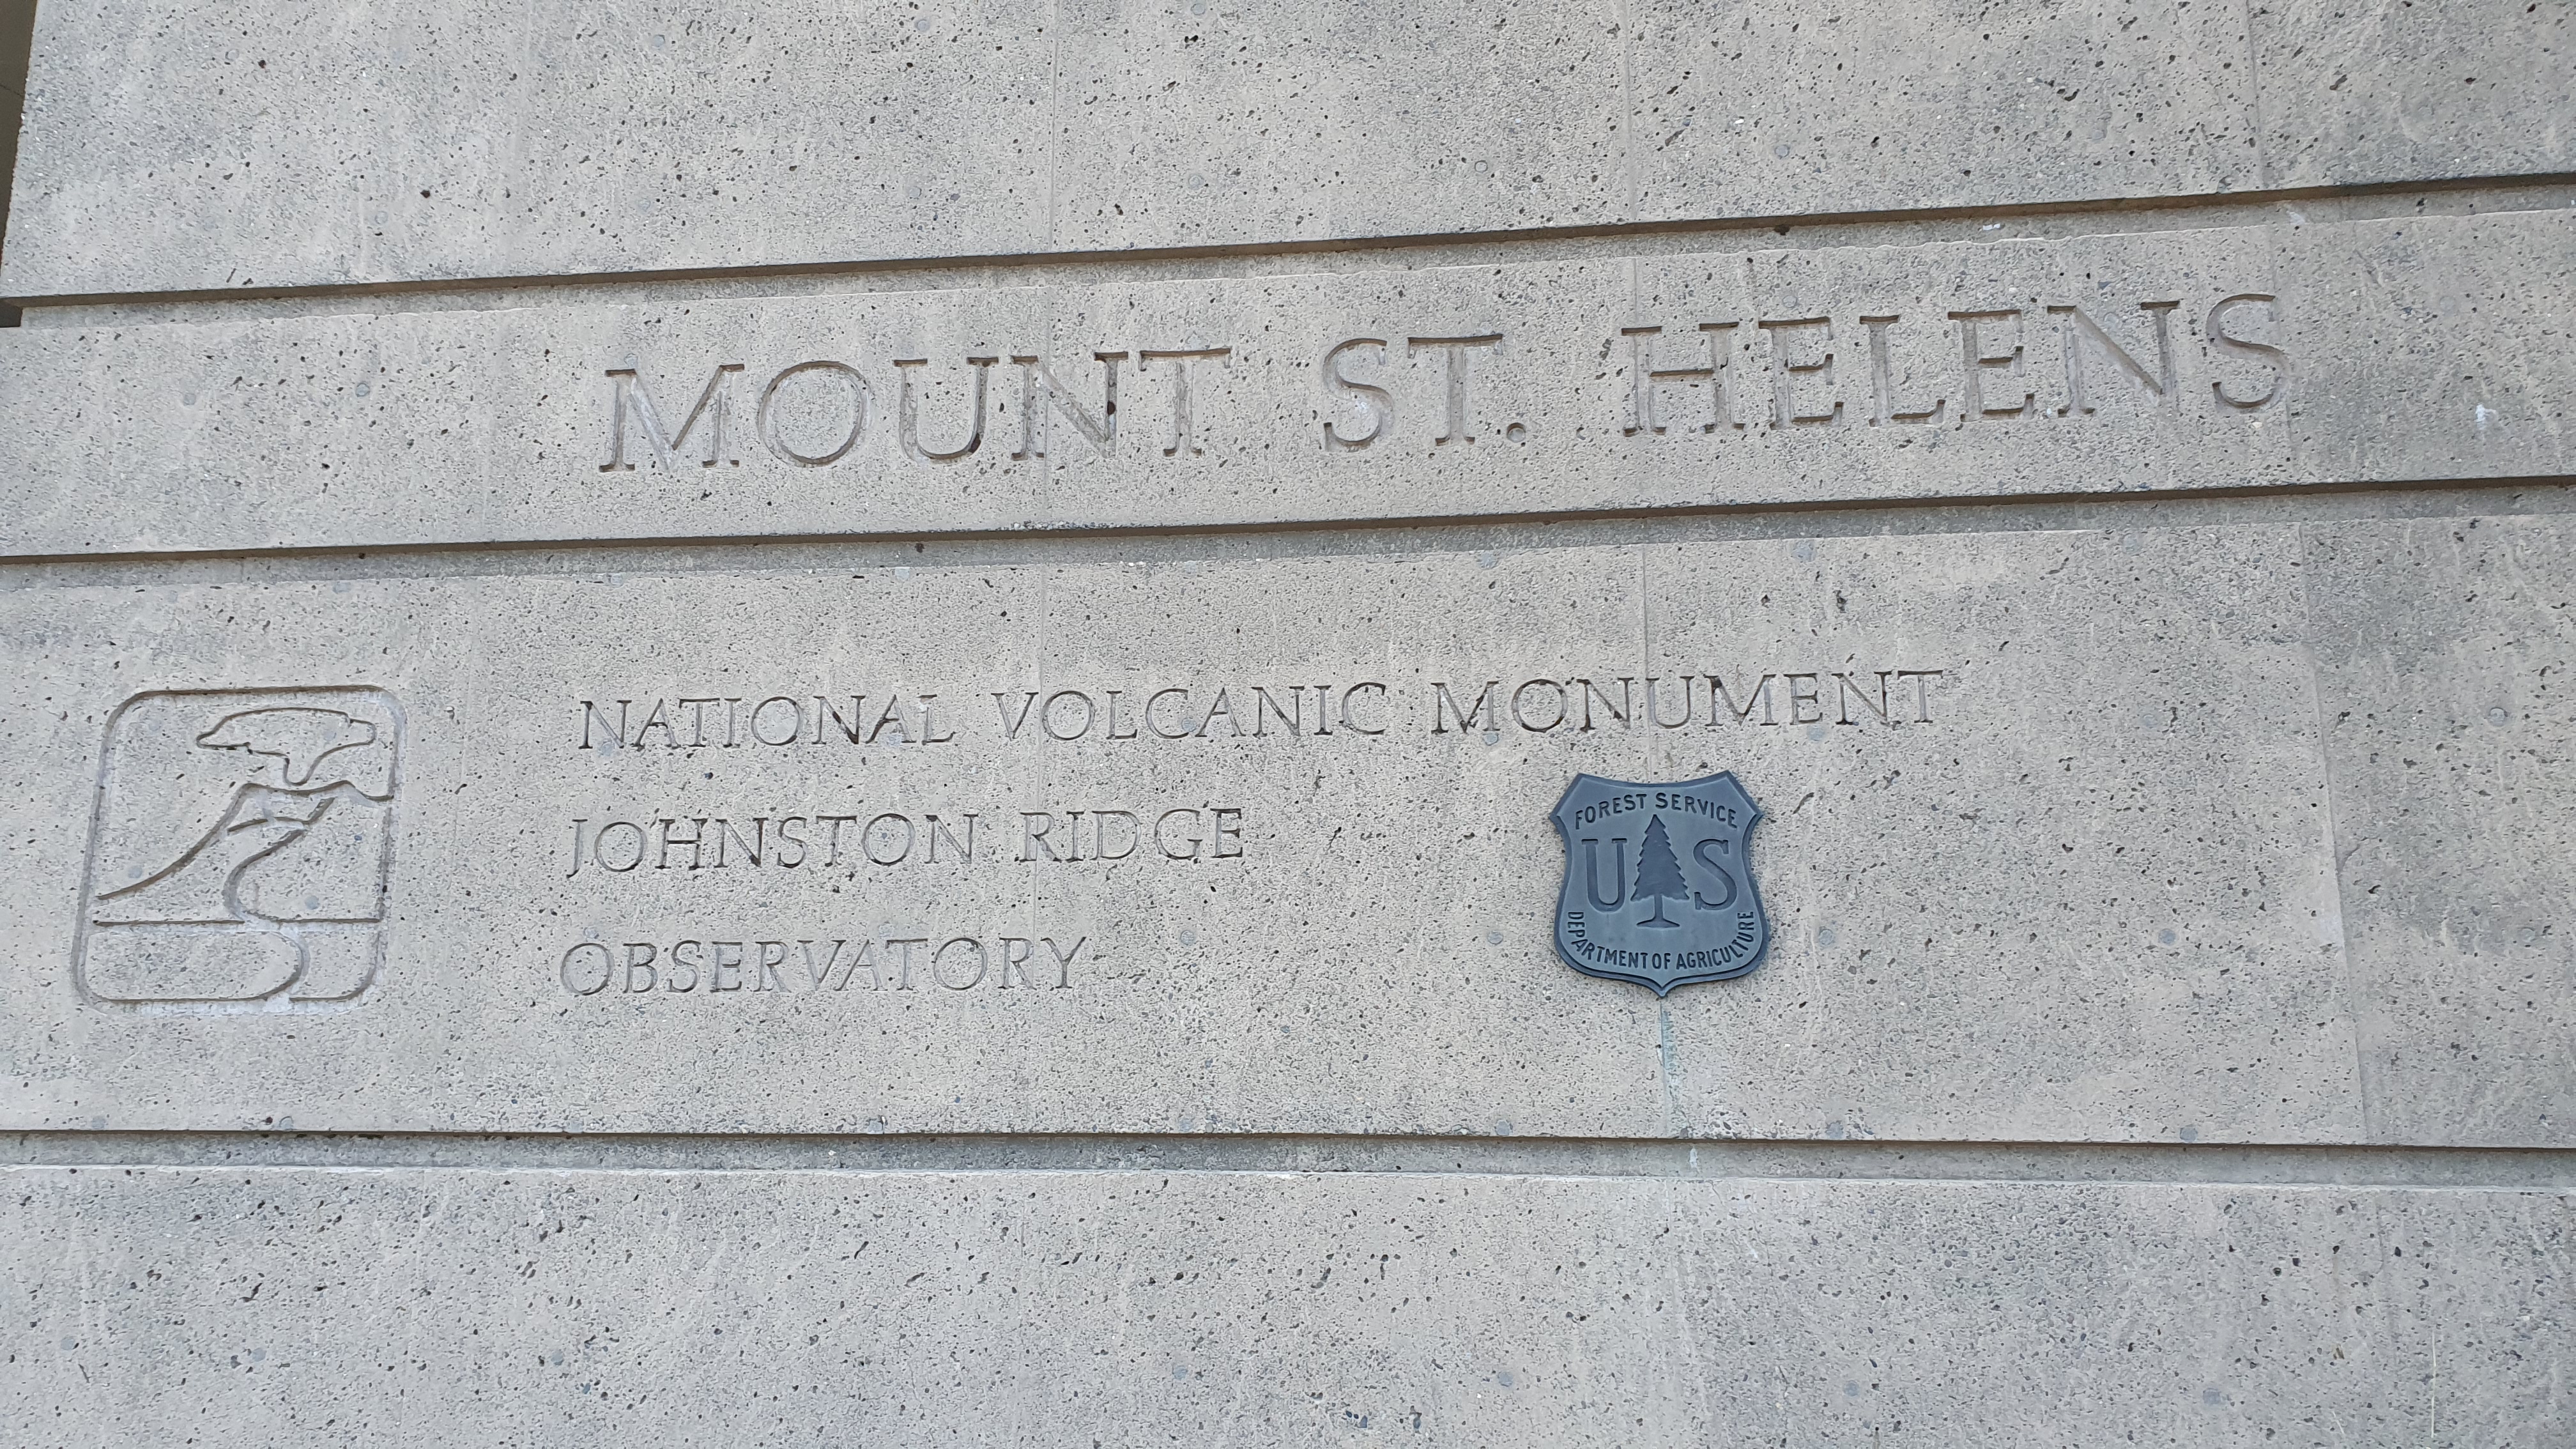 MOUNT ST. HELENS
NATIONAL VOLCANIC MONUMENT
JOHNSTON RIDGE
OBSERVATORY
FOREST SERVICE
U S
DEPARTMENT OF AGRICULTURE